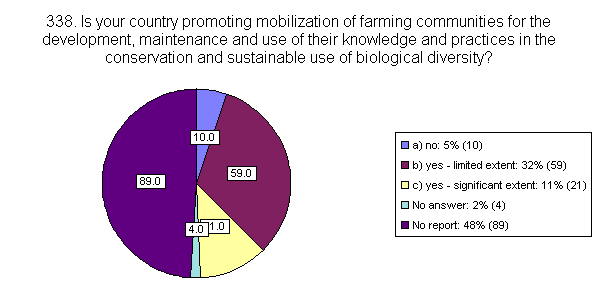 338. Is your country promoting mobilization of farming communities for the
development, maintenance and use of their knowledge and practices in the
conservation and sustainable use of biological diversity?
10.0
59.0
89.0
4.0
1.0
a) no: 5% (10)
b) yes - limited extent: 32% (59)
c) yes - significant extent: 11% (21)
No answer: 2% (4)
No report: 48% (89)